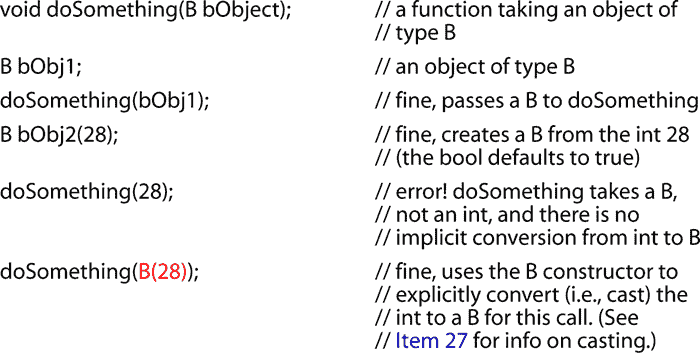 void doSomething(B bObject); // a function taking an object of
// type B
B bObj1; // an object of type B
doSomething(bObj1); // fine, passes a B to doSomething
B bObj2(28); // fine, creates a B from the int 28
// (the bool defaults to true)
doSomething(28); // error! doSomething takes a B,
// not an int, and there is no
// implicit conversion from int to B
doSomething(B(28)); // fine, uses the B constructor to
// explicitly convert (i.e., cast) the
// int to a B for this call. (See
// Item 27 for info on casting.)